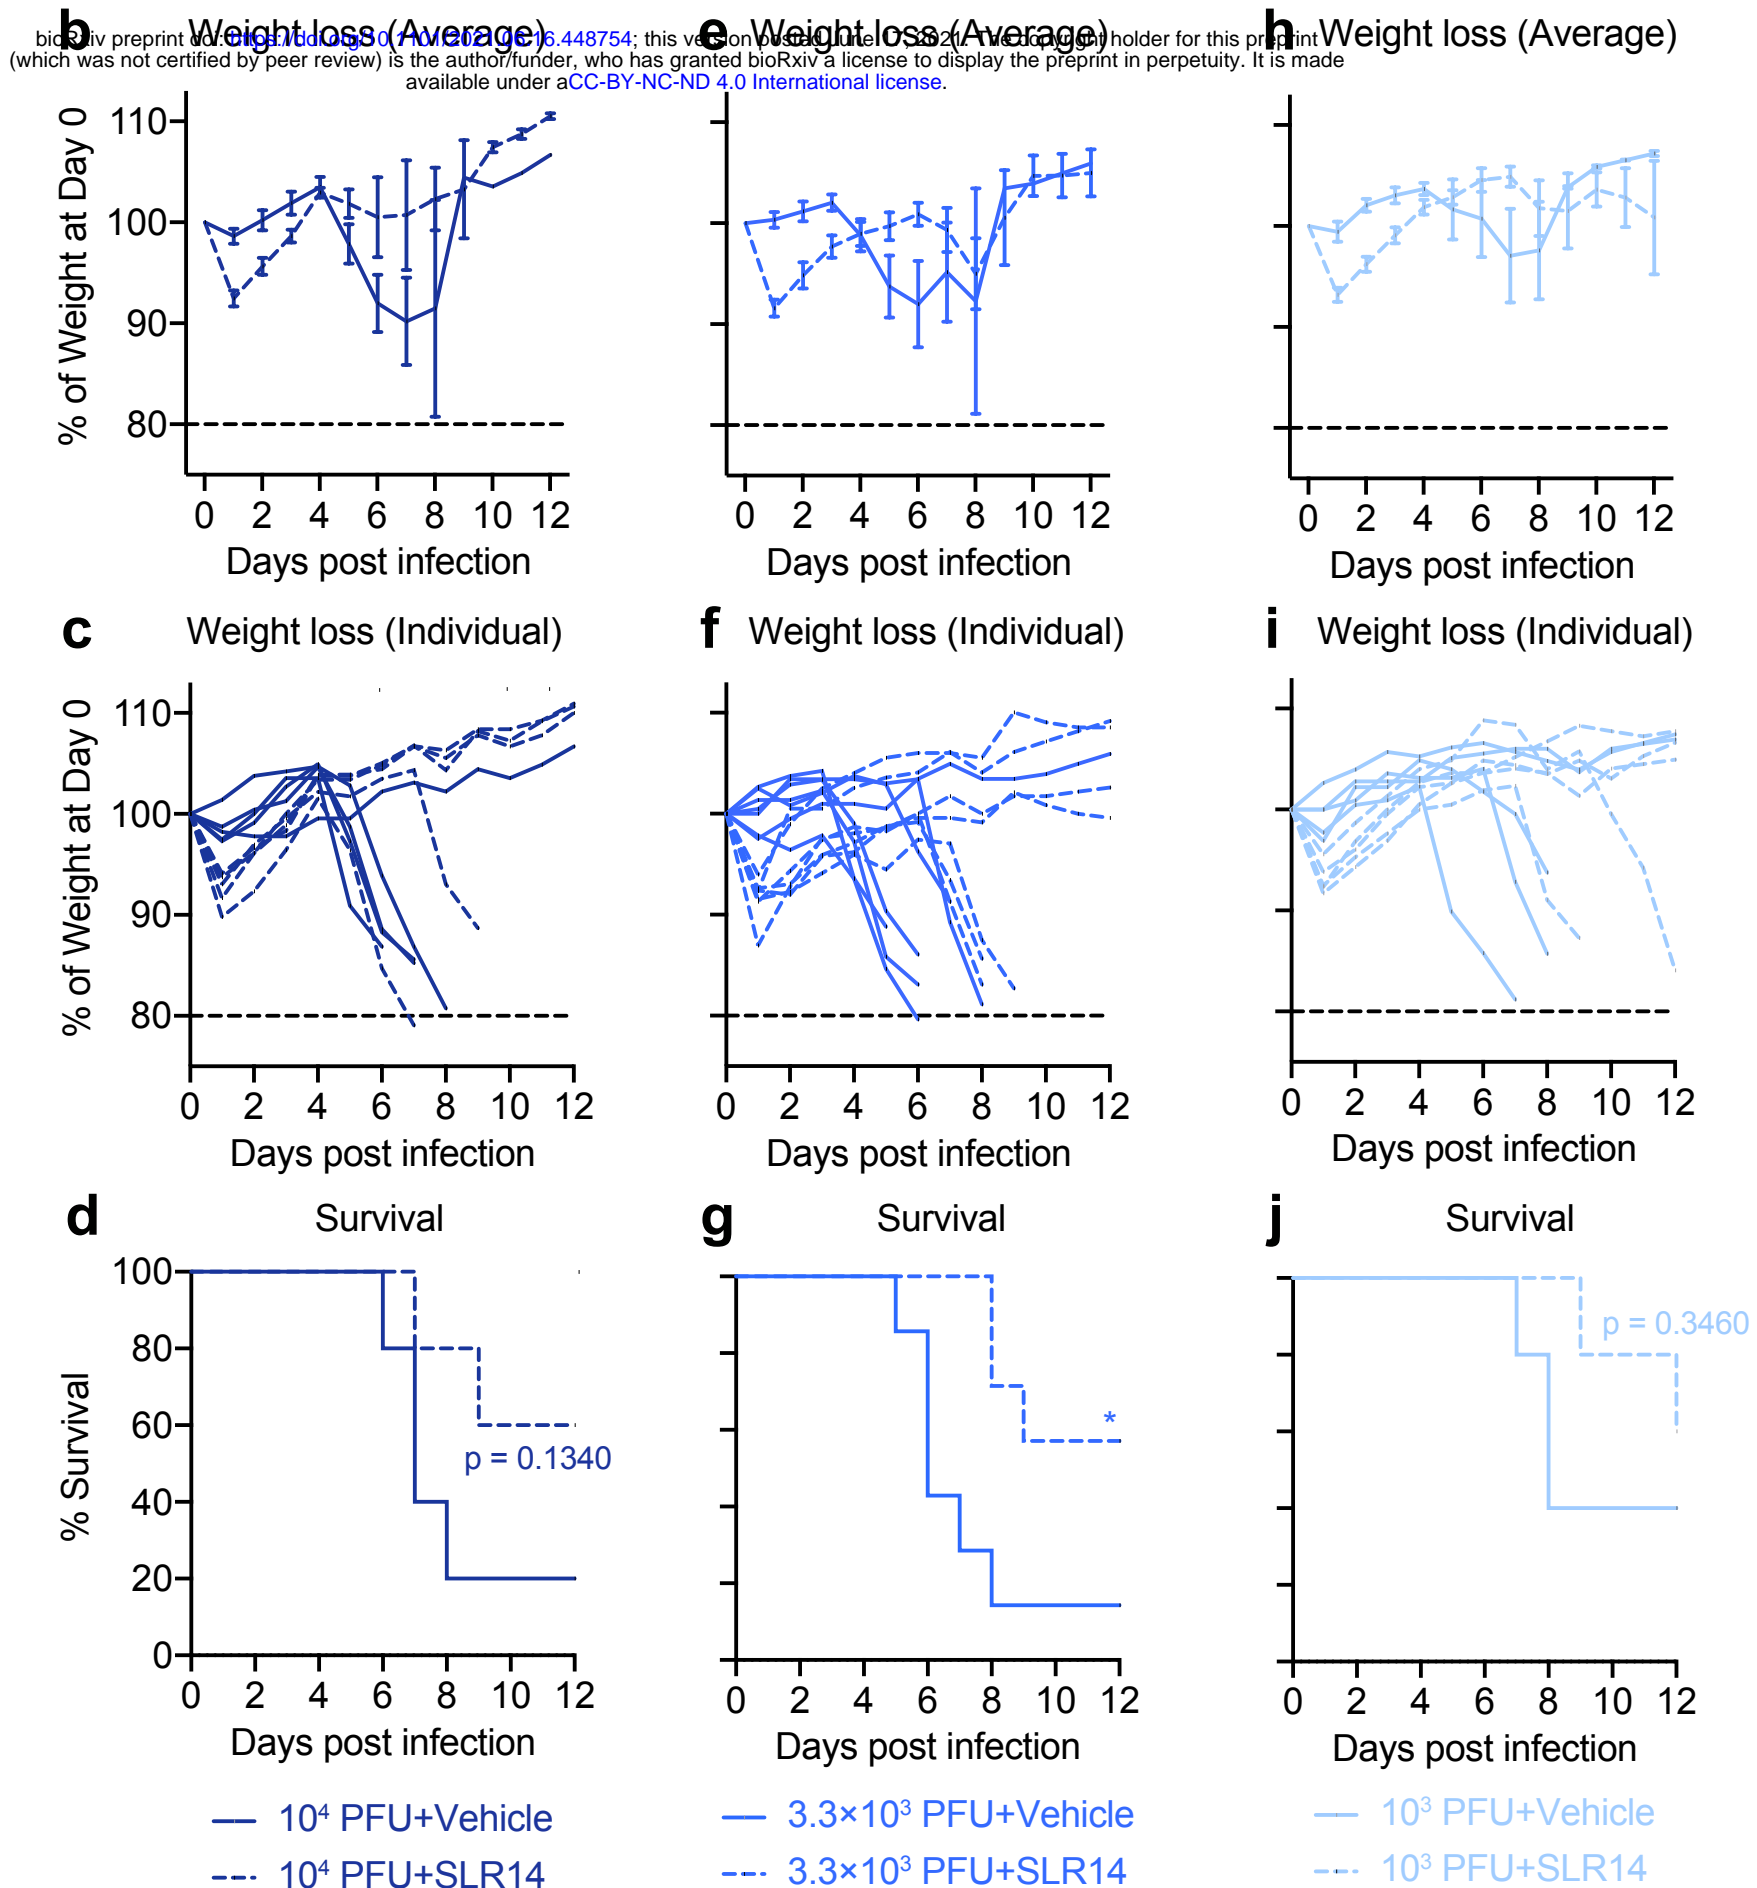 b Weight loss (Average) e Weight loss (Average) h Weight loss (Average)
bioRxiv preprint doi: https://doi.org/10.1101/2021.06.16.448754; this version posted June 17, 2021. The copyright holder for this preprint
(which was not certified by peer review) is the author/funder, who has granted bioRxiv a license to display the preprint in perpetuity. It is made
available under aCC-BY-NC-ND 4.0 International license.
% of Weight at Day 0
110
100
90
80
0 2 4 6 8 10 12
0 2 4 6 8 10 12
0 2 4 6 8 10 12
Days post infection
Days post infection
Days post infection
c Weight loss (Individual)
f Weight loss (Individual)
i Weight loss (Individual)
% of Weight at Day 0
110
100
90
80
0 2 4 6 8 10 12
0 2 4 6 8 10 12
0 2 4 6 8 10 12
Days post infection
Days post infection
Days post infection
d Survival
g Survival
j Survival
% Survival
100
80
60
40
20
0
p = 0.1340
*
p = 0.3460
0 2 4 6 8 10 12
0 2 4 6 8 10 12
0 2 4 6 8 10 12
Days post infection
Days post infection
Days post infection
10⁴ PFU+Vehicle
10⁴ PFU+SLR14
3.3×10³ PFU+Vehicle
3.3×10³ PFU+SLR14
10³ PFU+Vehicle
10³ PFU+SLR14